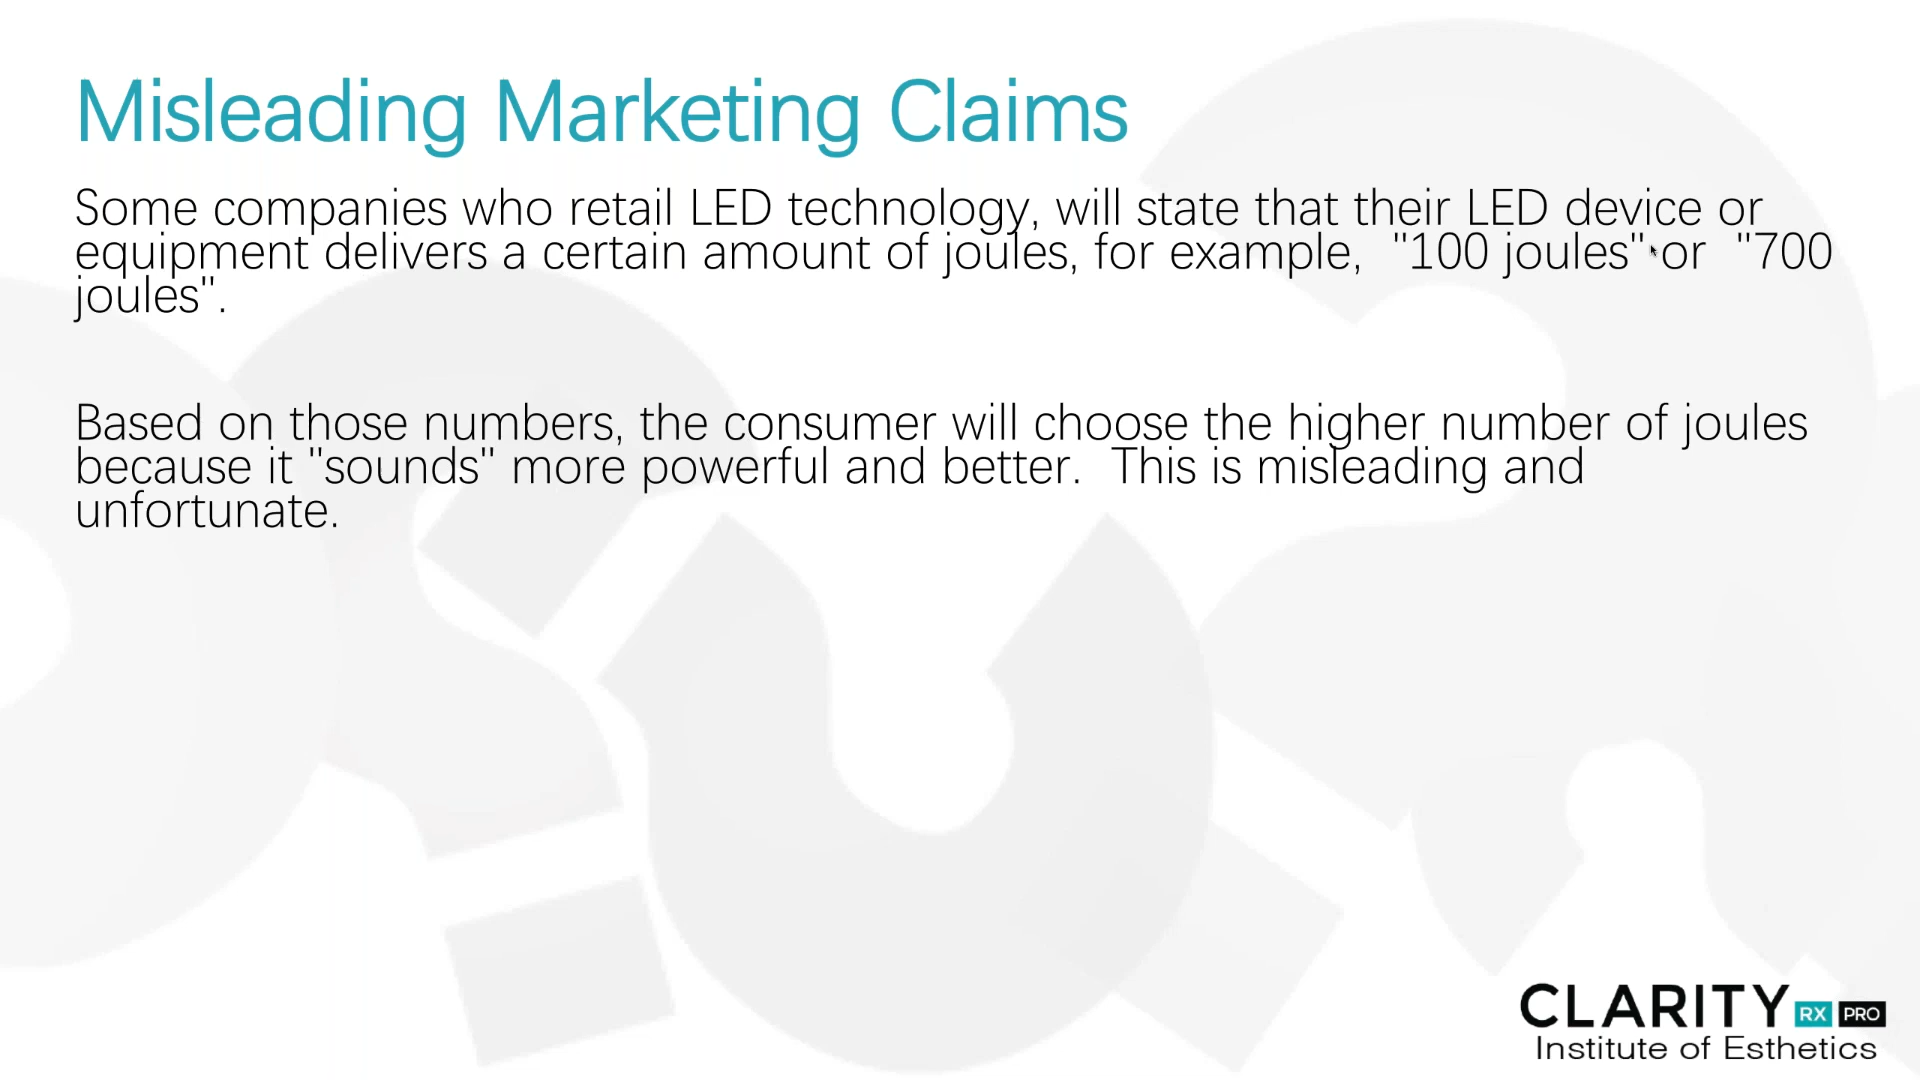 Misleading Marketing Claims
Some companies who retail LED technology, will state that their LED device or
equipment delivers a certain amount of joules, for example,  "100 joules" or  "700
joules".
Based on those numbers, the consumer will choose the higher number of joules
because it "sounds" more powerful and better.  This is misleading and
unfortunate.
CLARITY RX PRO
Institute of Esthetics